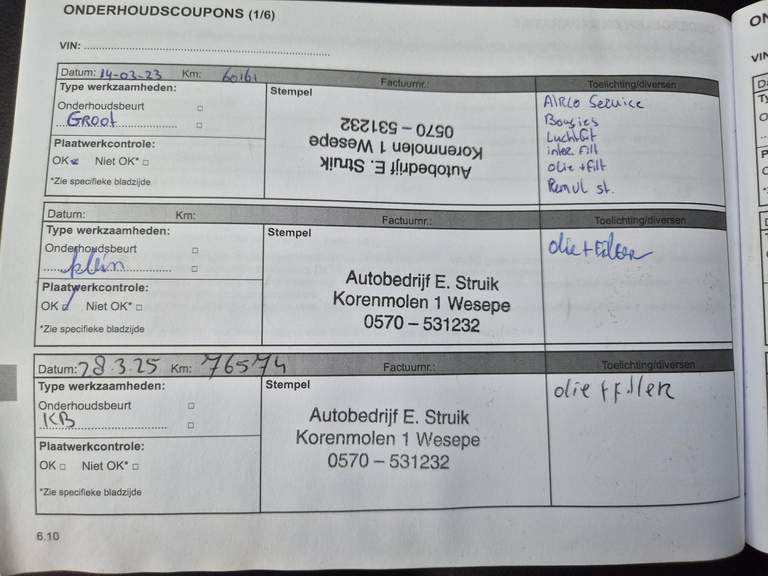 ONDERHOUDSCOUPONS (1/6)
VIN:
Datum: 14-03-23 Km: 60161 Factuurnr.: Toelichting/diversen
Type werkzaamheden:
Onderhoudsbeurt
Groot
Plaatwerkcontrole:
OK Niet OK*
*Zie specifieke bladzijde
Stempel
Autobedrijf E. Struik
Korenmolen 1 Wesepe
0570 – 531232
Airco Service
Bougies
Luchtfilt
inter fill
olie + filt
Remvl st.
Datum: Km: Factuurnr.: Toelichting/diversen
Type werkzaamheden:
Onderhoudsbeurt
klein
Plaatwerkcontrole:
OK Niet OK*
*Zie specifieke bladzijde
Stempel
Autobedrijf E. Struik
Korenmolen 1 Wesepe
0570 – 531232
olie + filter
Datum: 28.3.25 Km: 76574 Factuurnr.: Toelichting/diversen
Type werkzaamheden:
Onderhoudsbeurt
KB
Plaatwerkcontrole:
OK Niet OK*
*Zie specifieke bladzijde
Stempel
Autobedrijf E. Struik
Korenmolen 1 Wesepe
0570 – 531232
olie + filter
6.10